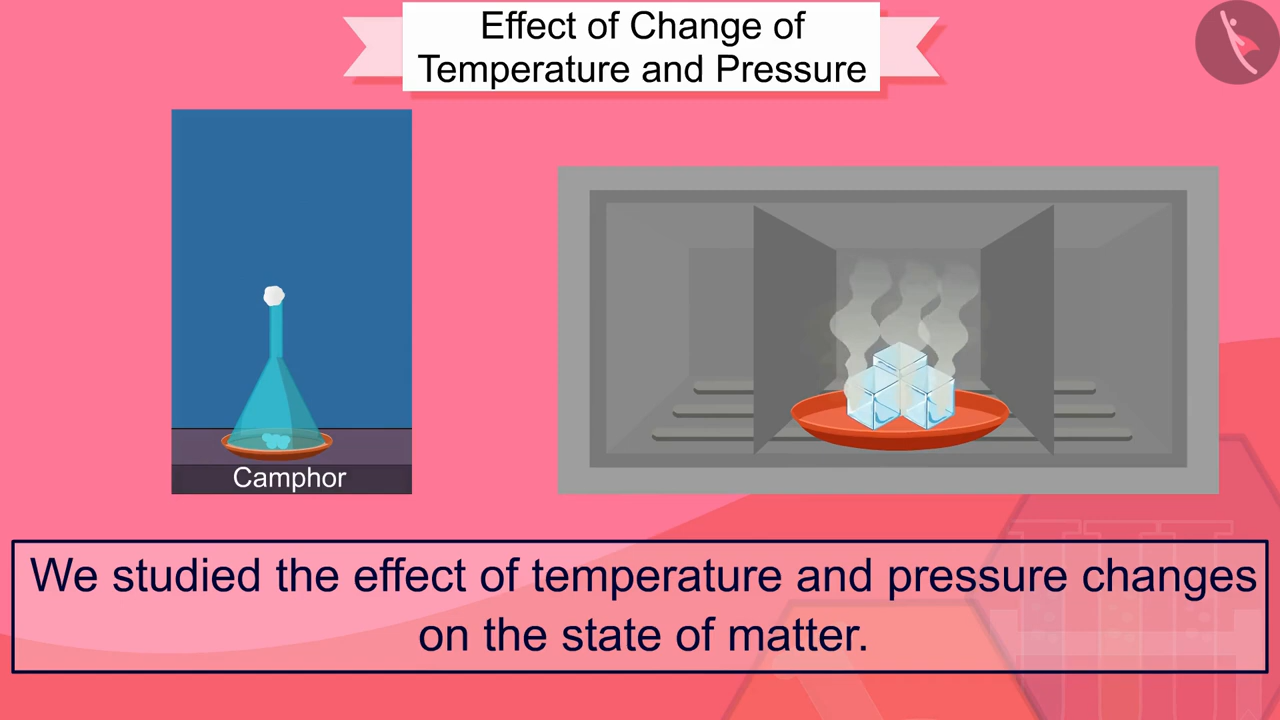 Effect of Change of
Temperature and Pressure
Camphor
We studied the effect of temperature and pressure changes
on the state of matter.